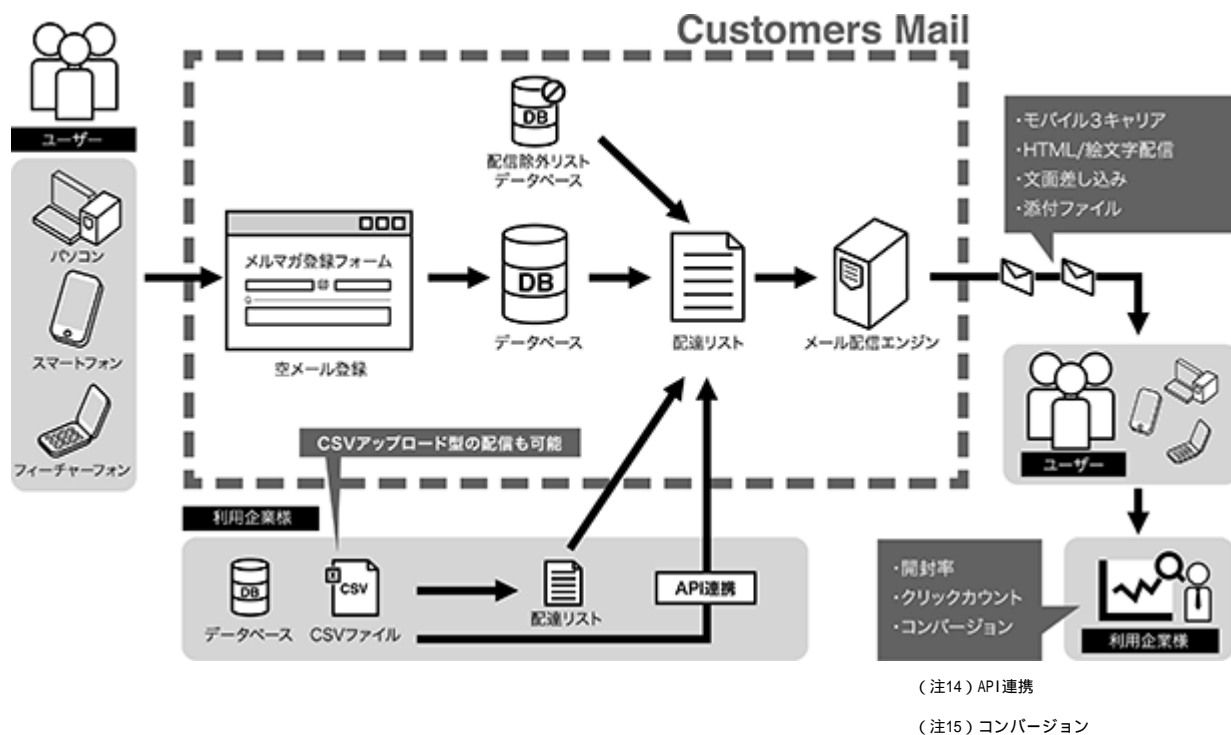 Customers Mail
ユーザー
パソコン
スマートフォン
フィーチャーフォン
DB
配信除外リスト
データベース
メルマガ登録フォーム
@
空メール登録
DB
データベース
配達リスト
メール配信エンジン
・モバイル3キャリア
・HTML/絵文字配信
・文面差し込み
・添付ファイル
ユーザー
CSVアップロード型の配信も可能
利用企業様
DB
データベース
X
CSV
CSVファイル
配達リスト
API連携
・開封率
・クリックカウント
・コンバージョン
利用企業様
(注14)API連携
(注15)コンバージョン